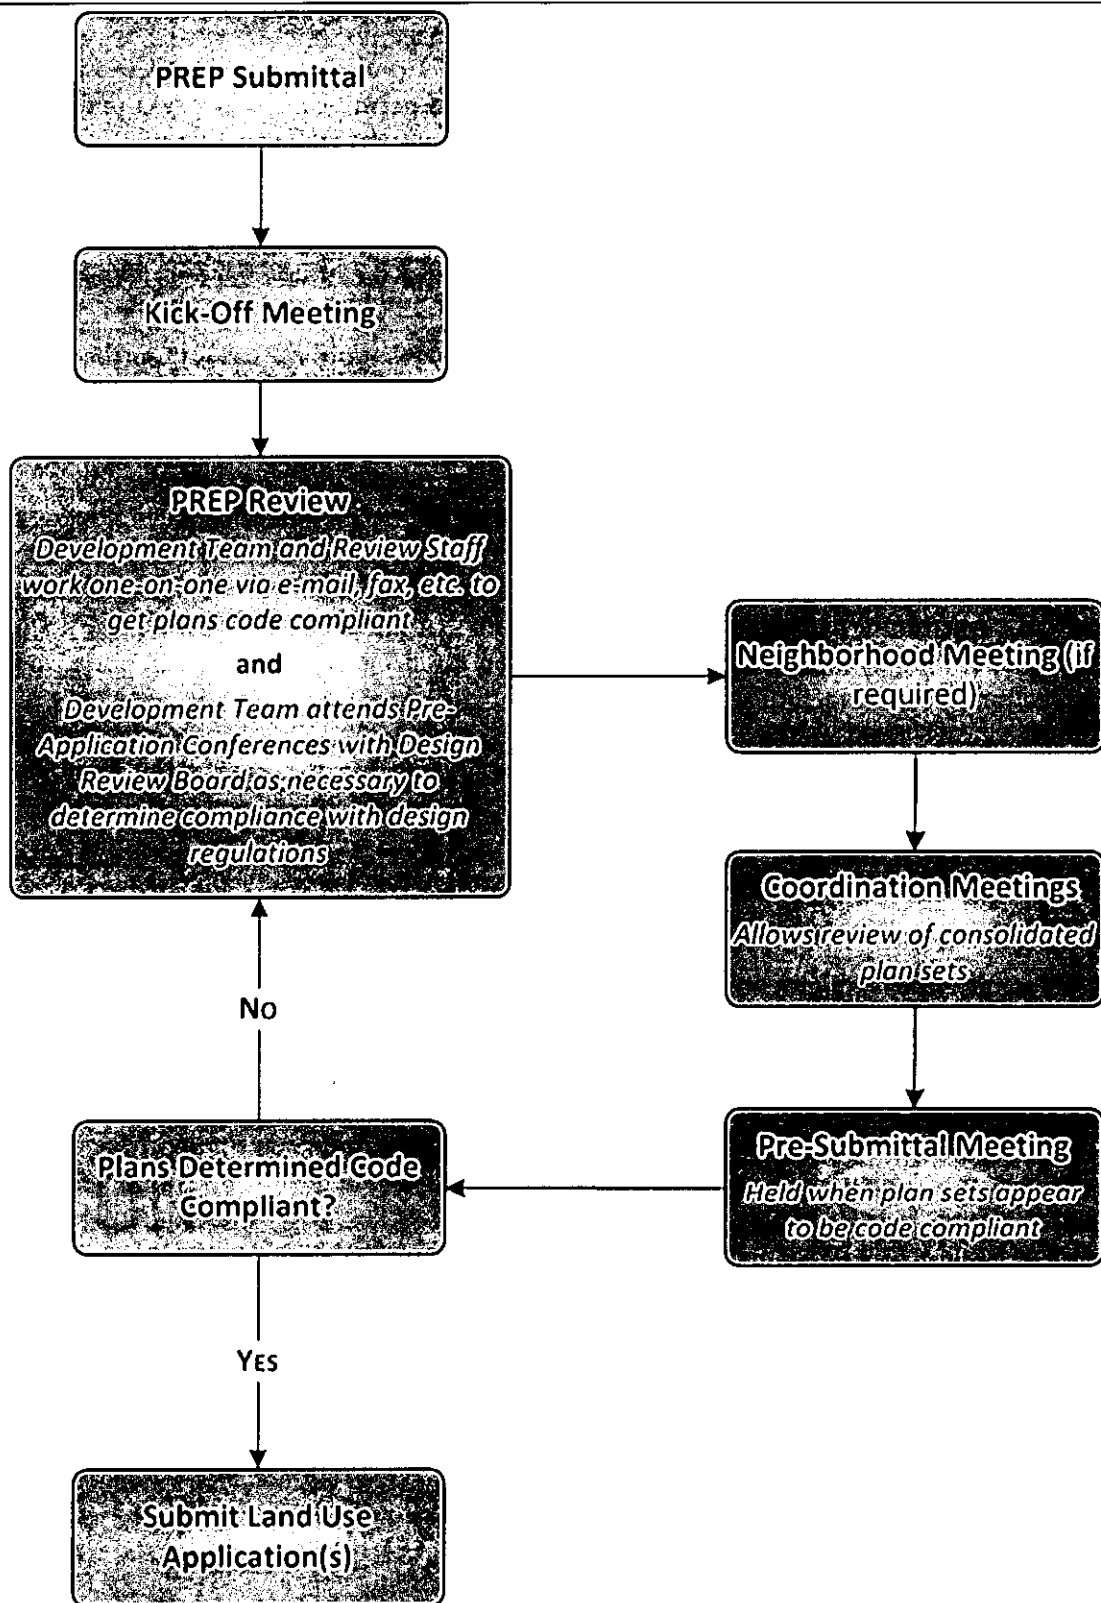 PREP Submittal
Kick-Off Meeting
PREP Review
Development Team and Review Staff
work one-on-one via e-mail, fax, etc. to
get plans code compliant
and
Development Team attends Pre-
Application Conferences with Design
Review Board as necessary to
determine compliance with design
regulations
Neighborhood Meeting (if
required)
Coordination Meetings
Allows review of consolidated
plan sets
Pre-Submittal Meeting
Held when plan sets appear
to be code compliant
Plans Determined Code
Compliant?
No
YES
Submit Land Use
Application(s)